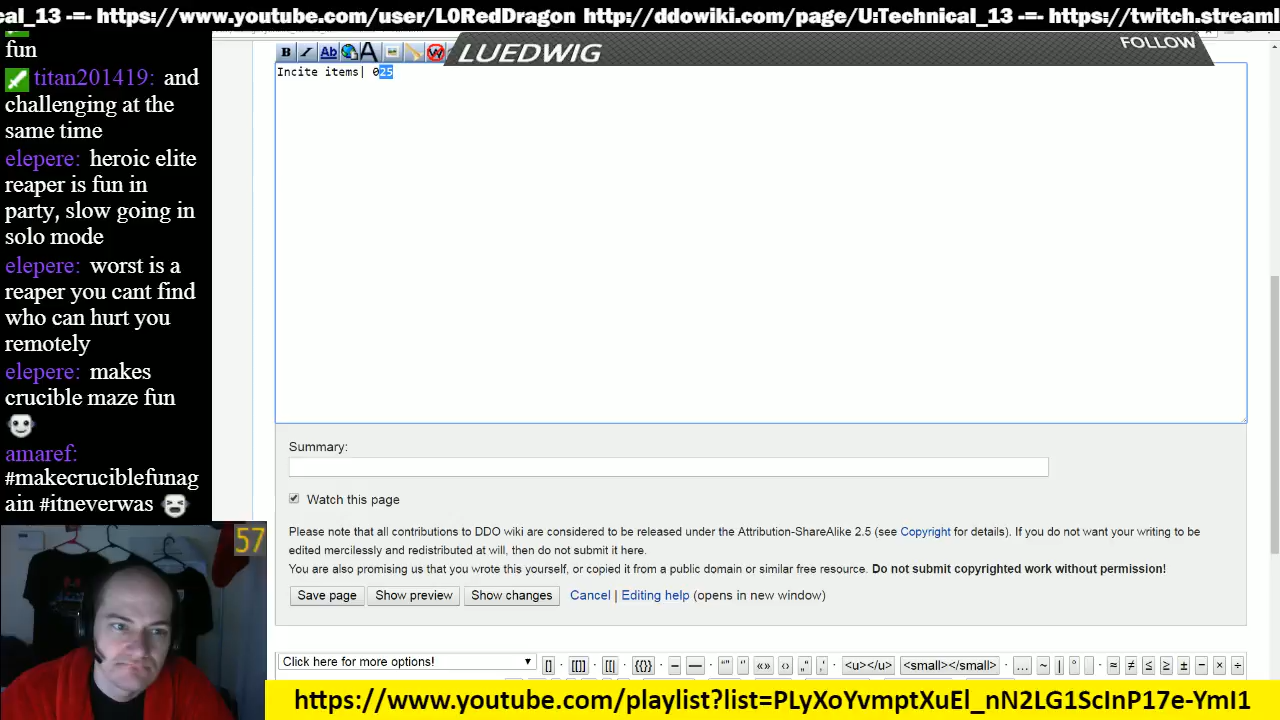 cal_13 -=- https://www.youtube.com/user/L0RedDragon http://ddowiki.com/page/U:Technical_13 -=- https://twitch.streaml
fun
titan201419: and
challenging at the
same time
elepere: heroic elite
reaper is fun in
party, slow going in
solo mode
elepere: worst is a
reaper you cant find
who can hurt you
remotely
elepere: makes
crucible maze fun
amaref:
#makecruciblefunag
ain #itneverwas
57
LUEDWIG
FOLLOW
B I Ab A W
Incite items| 025
Summary:
Watch this page
Please note that all contributions to DDO wiki are considered to be released under the Attribution-ShareAlike 2.5 (see Copyright for details). If you do not want your writing to be
edited mercilessly and redistributed at will, then do not submit it here.
You are also promising us that you wrote this yourself, or copied it from a public domain or similar free resource. Do not submit copyrighted work without permission!
Save page Show preview Show changes Cancel | Editing help (opens in new window)
Click here for more options! [] · [[]] · [[| · {{}} · – — · “” ‘’ «» ‹› „“ ‚‘ · <u></u> · <small></small> · … ~ | ° · ≈ ≠ ≤ ≥ ± − × ÷
https://www.youtube.com/playlist?list=PLyXoYvmptXuEl_nN2LG1ScInP17e-YmI1